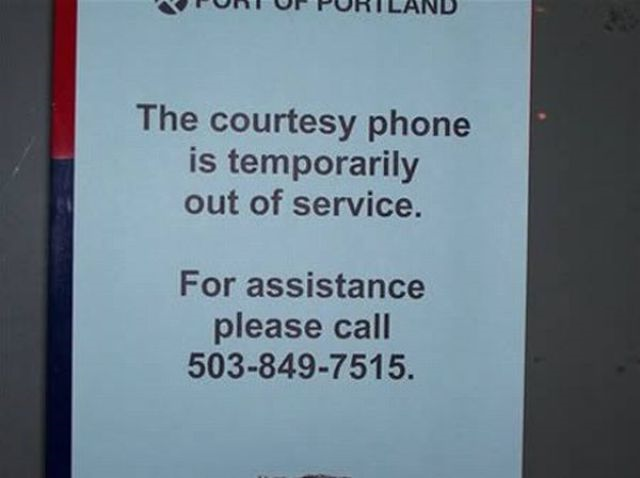 PORT OF PORTLAND
The courtesy phone
is temporarily
out of service.
For assistance
please call
503-849-7515.